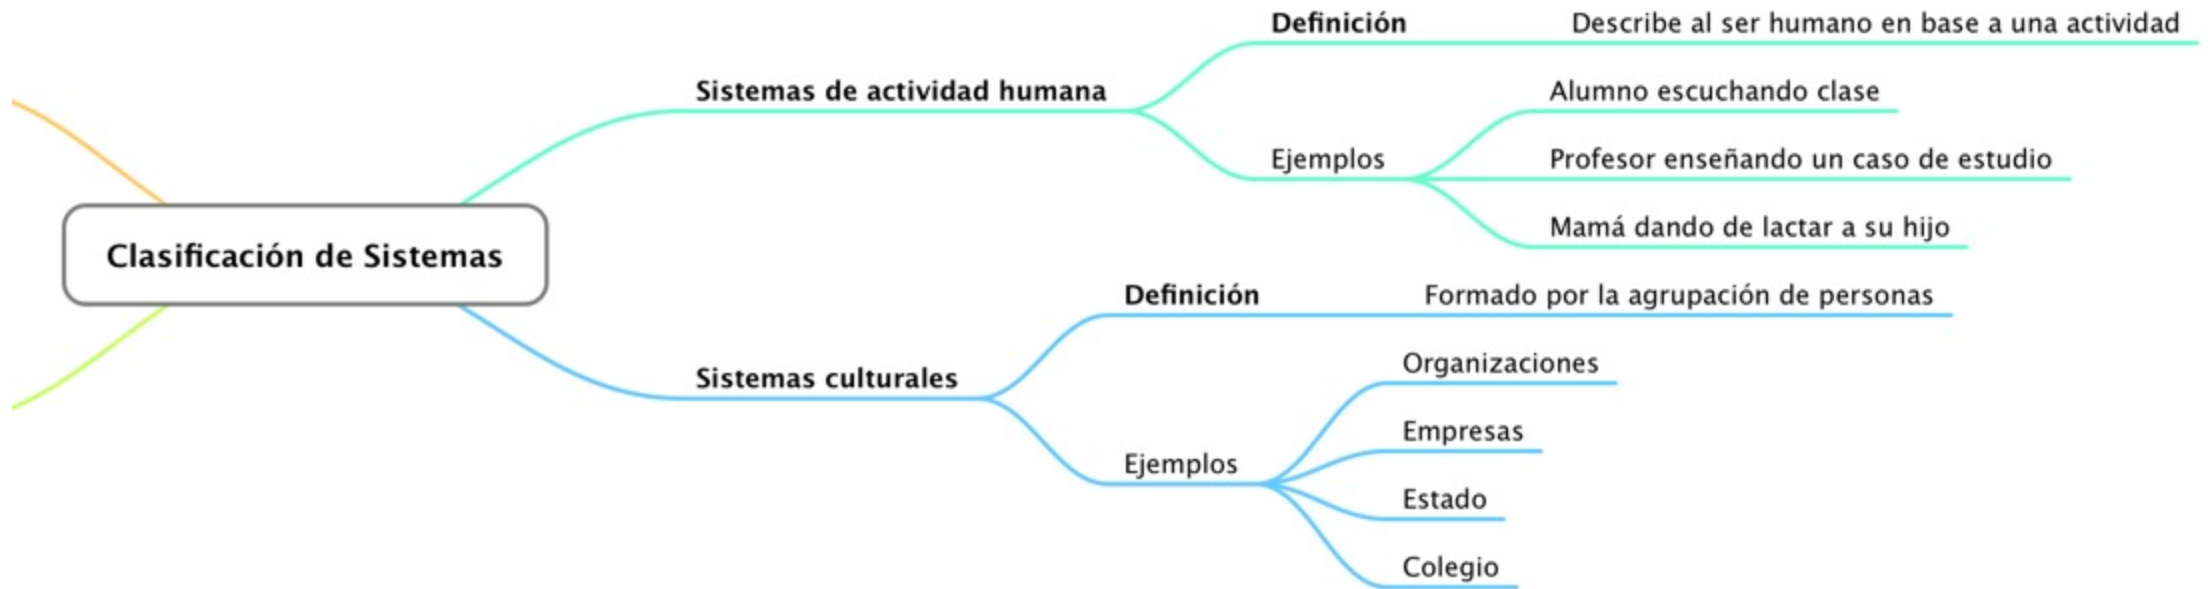 Clasificación de Sistemas
Sistemas de actividad humana
Definición
Describe al ser humano en base a una actividad
Ejemplos
Alumno escuchando clase
Profesor enseñando un caso de estudio
Mamá dando de lactar a su hijo
Sistemas culturales
Definición
Formado por la agrupación de personas
Ejemplos
Organizaciones
Empresas
Estado
Colegio